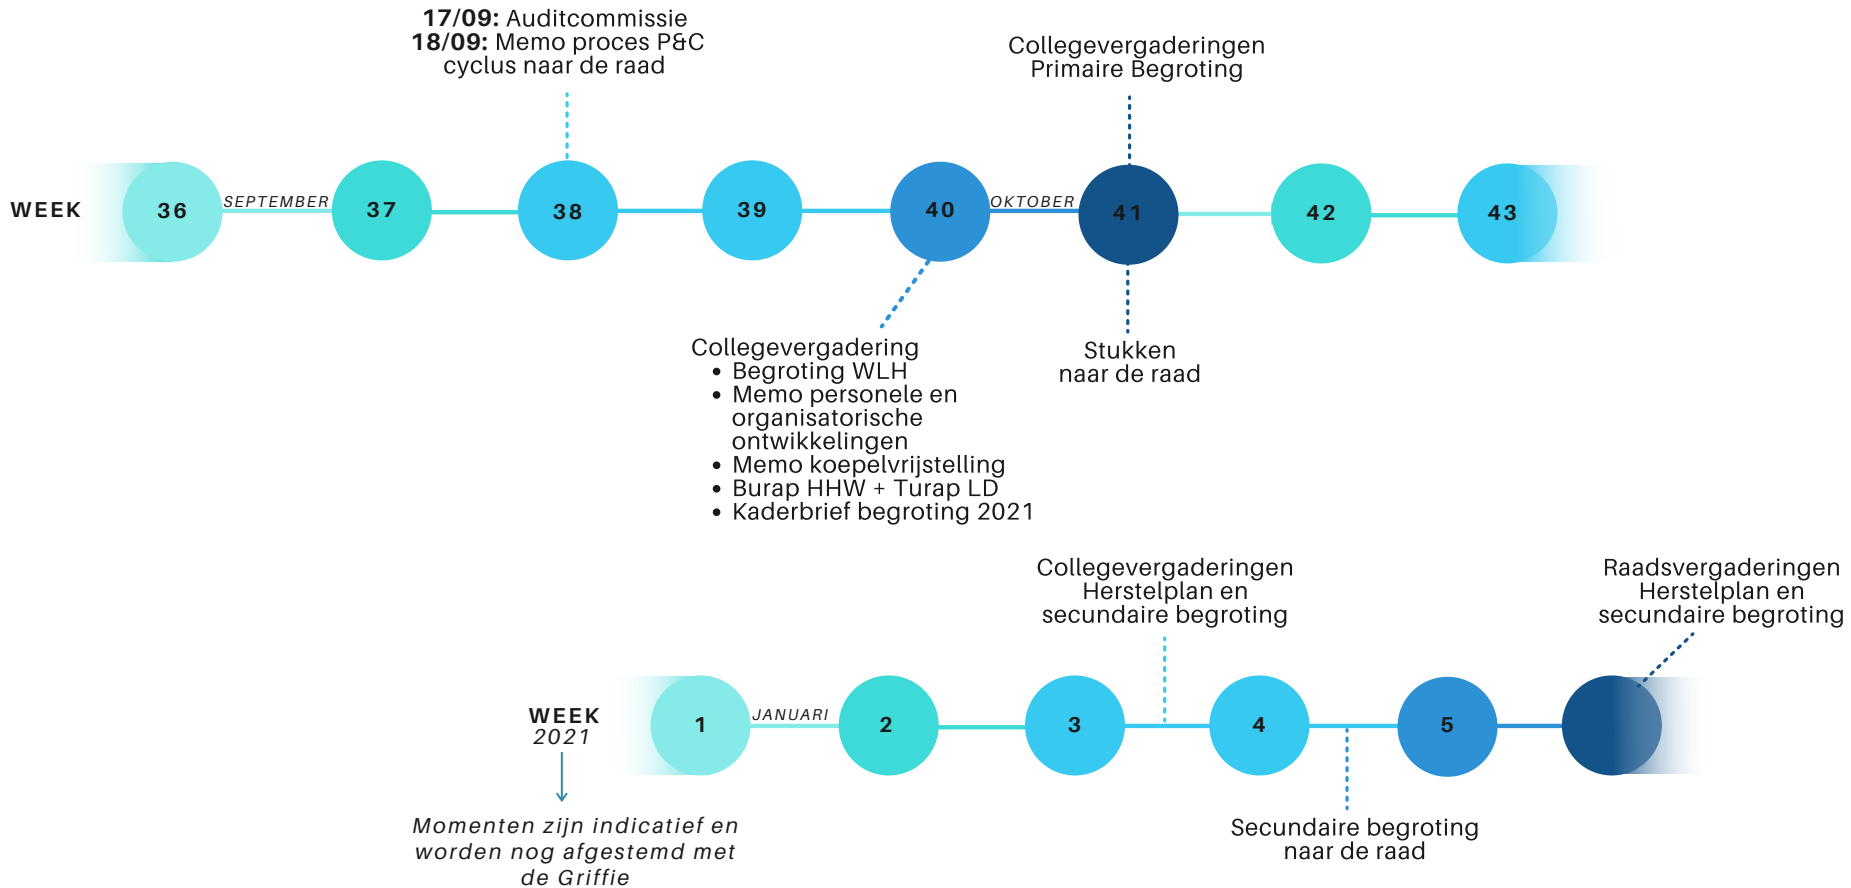 17/09: Auditcommissie
18/09: Memo proces P&C
cyclus naar de raad
Collegevergaderingen
Primaire Begroting
WEEK
36
SEPTEMBER
37
38
39
40
OKTOBER
41
42
43
Collegevergadering
• Begroting WLH
• Memo personele en
organisatorische
ontwikkelingen
• Memo koepelvrijstelling
• Burap HHW + Turap LD
• Kaderbrief begroting 2021
Stukken
naar de raad
Collegevergaderingen
Herstelplan en
secundaire begroting
Raadsvergaderingen
Herstelplan en
secundaire begroting
WEEK
2021
1
JANUARI
2
3
4
5
Momenten zijn indicatief en
worden nog afgestemd met
de Griffie
Secundaire begroting
naar de raad